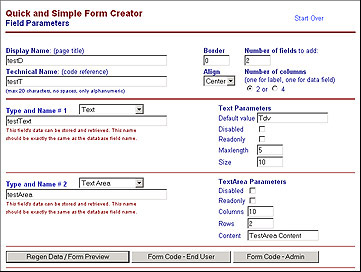 Quick and Simple Form Creator
Field Parameters
Start Over
Display Name: (page title)
testD
Border
0
Number of fields to add:
2
Technical Name: (code reference)
testT
(max 20 characters, no spaces, only alphanumeric)
Align
Center
Number of columns
(one for label, one for data field)
2 or 4
Type and Name # 1
Text
testText
This field's data can be stored and retrieved. This name
should be exactly the same as the database field name.
Text Parameters
Default value Tdv
Disabled
Readonly
Maxlength 5
Size 10
Type and Name # 2
Text Area
testArea
This field's data can be stored and retrieved. This name
should be exactly the same as the database field name.
TextArea Parameters
Disabled
Readonly
Columns 10
Rows 2
Content TestArea Content
Regen Data / Form Preview
Form Code - End User
Form Code - Admin